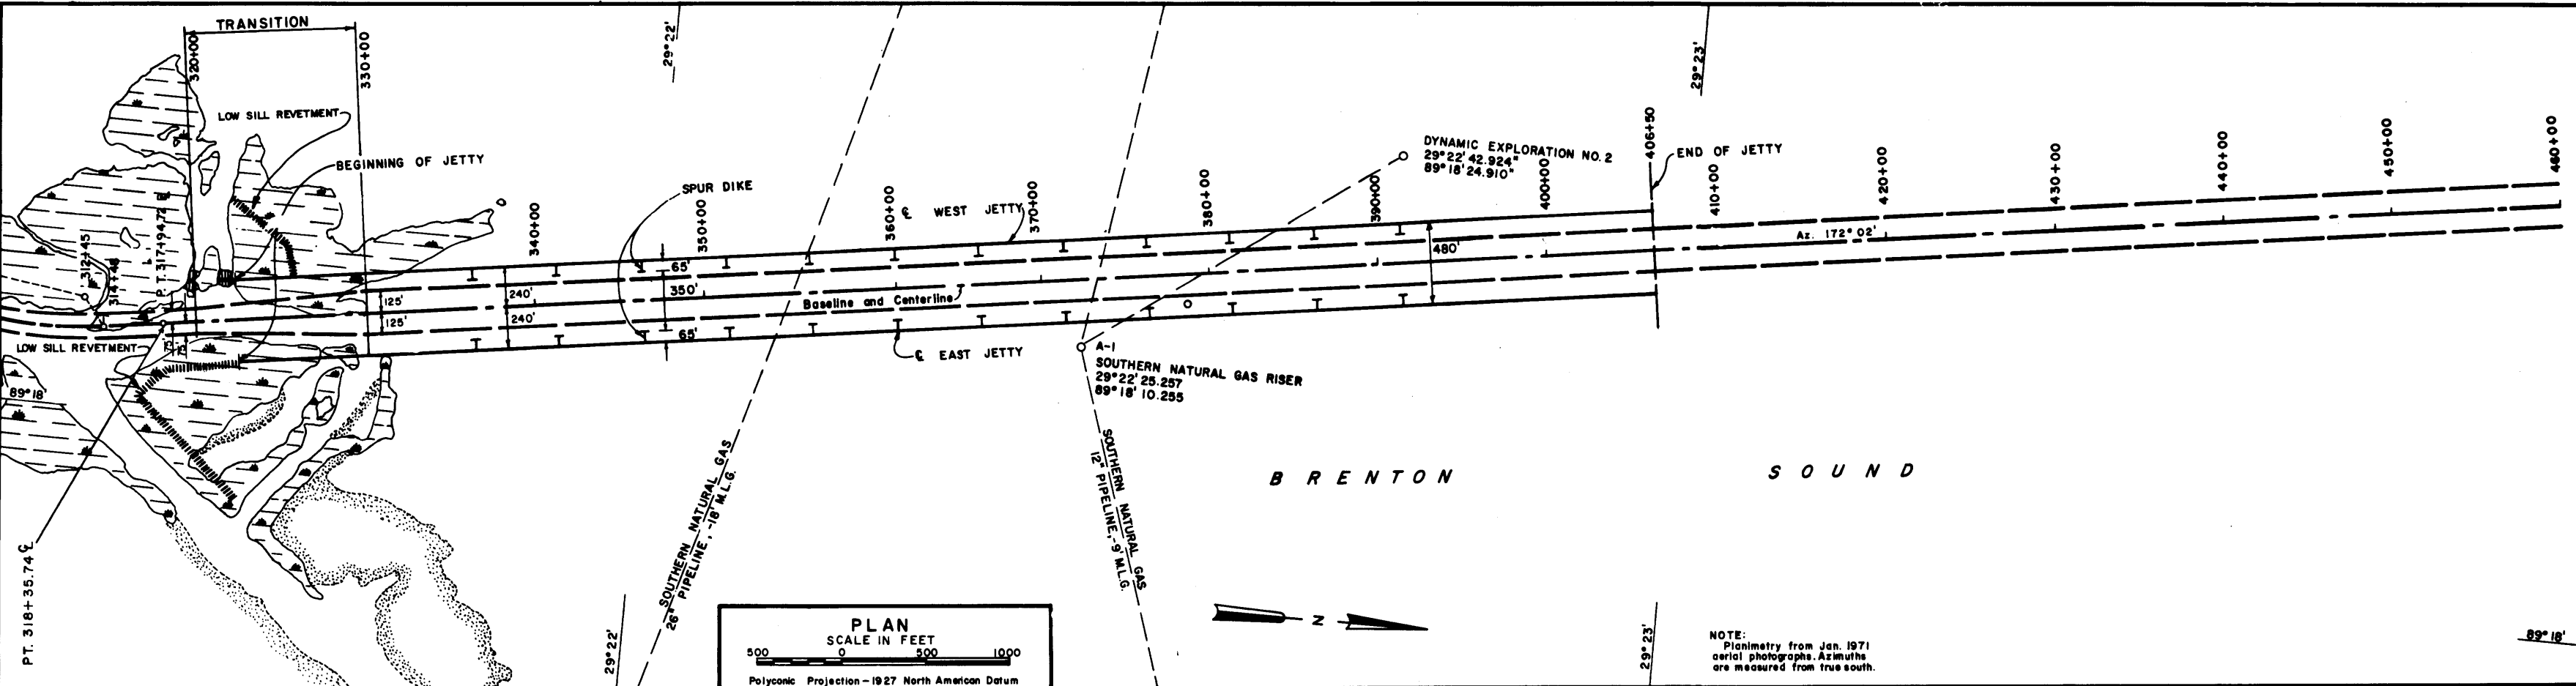 TRANSITION
320+00
330+00
29°22'
29°23'
LOW SILL REVETMENT
BEGINNING OF JETTY
312+45
P.T. 317+94.72
SPUR DIKE
340+00
350+00
360+00
370+00
380+00
390+00
400+00
406+50
410+00
420+00
430+00
440+00
450+00
460+00
℄ WEST JETTY
DYNAMIC EXPLORATION NO. 2
29°22'42.924"
89°18'24.910"
END OF JETTY
65'
350'
65'
125'
125'
240'
240'
480'
Baseline and Centerline
Az. 172°02'
LOW SILL REVETMENT
75'
75'
89°18'
℄ EAST JETTY
A-1
SOUTHERN NATURAL GAS RISER
29°22'25.257
89°18'10.255
SOUTHERN NATURAL GAS
26" PIPELINE, -18' M.L.G.
SOUTHERN NATURAL GAS
12" PIPELINE, -9' M.L.G.
BRENTON SOUND
PT. 318+35.74 ℄
29°22'
PLAN
SCALE IN FEET
500 0 500 1000
Polyconic Projection-1927 North American Datum
N
29°23'
NOTE:
Planimetry from Jan. 1971
aerial photographs. Azimuths
are measured from true south.
89°18'